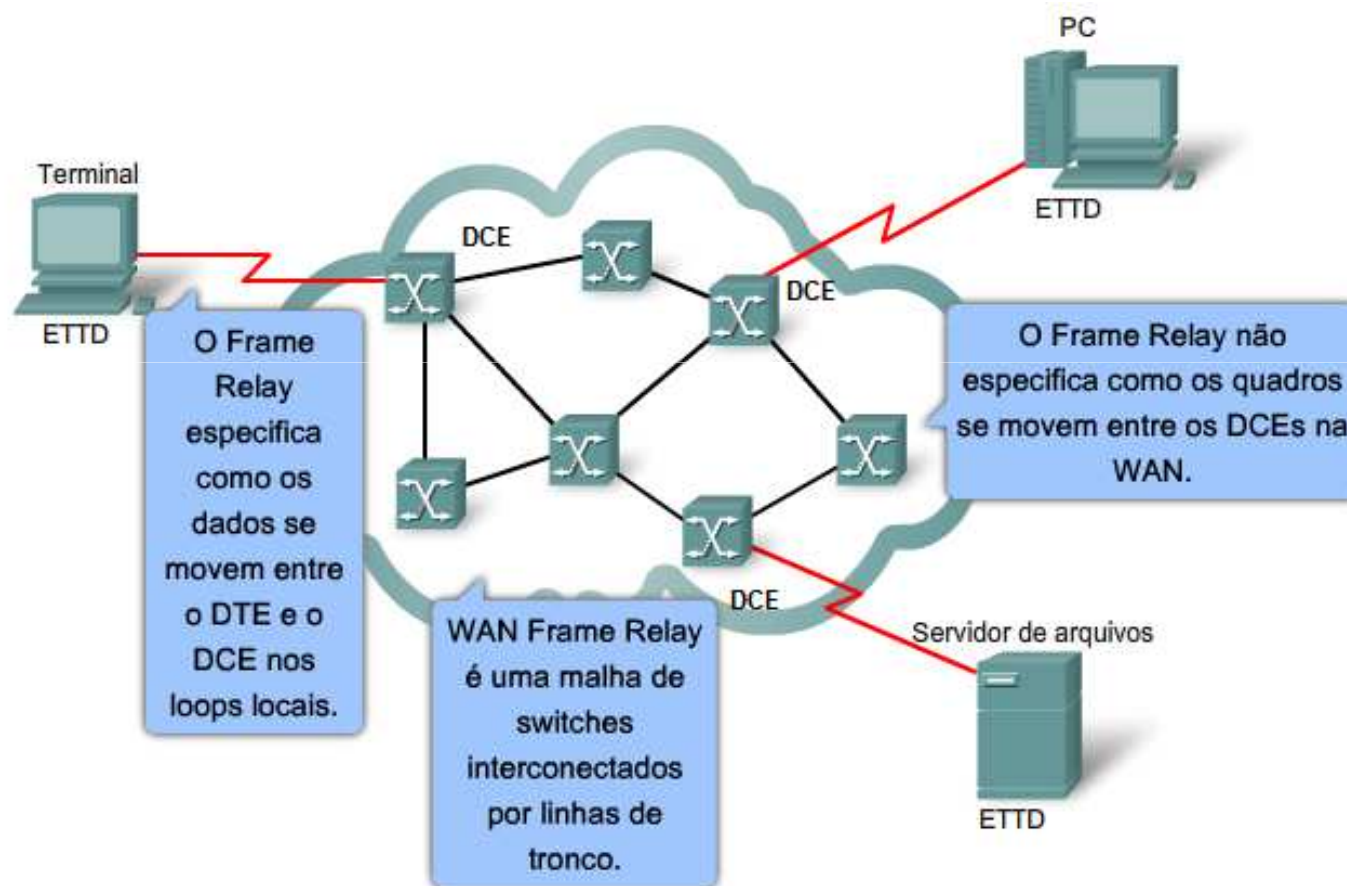 PC
ETTD
Terminal
ETTD
DCE
DCE
O Frame
Relay
especifica
como os
dados se
movem entre
o DTE e o
DCE nos
loops locais.
O Frame Relay não
especifica como os quadros
se movem entre os DCEs na
WAN.
DCE
WAN Frame Relay
é uma malha de
switches
interconectados
por linhas de
tronco.
Servidor de arquivos
ETTD